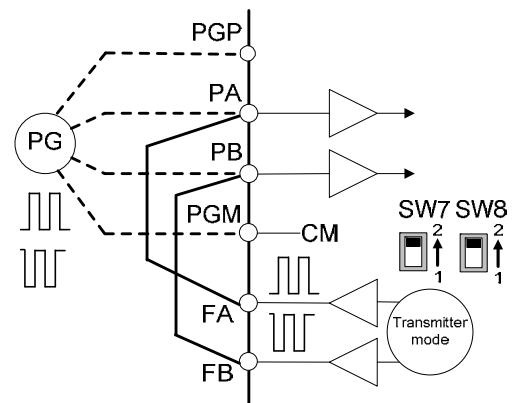 PGP
PA
PG
PB
PGM
CM
SW7 SW8
2 2
1 1
FA
Transmitter
mode
FB